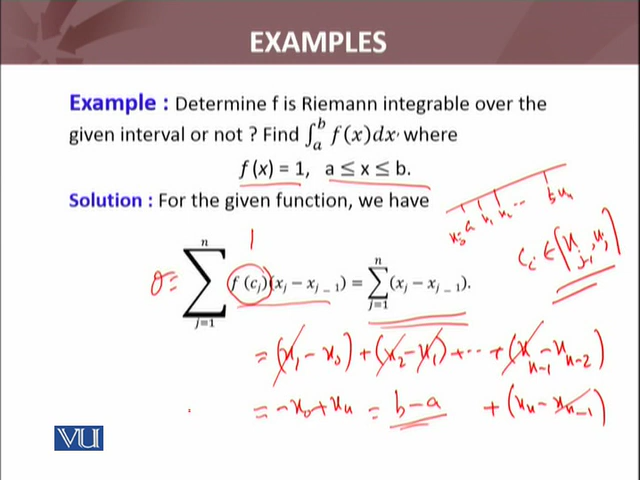 EXAMPLES
Example : Determine f is Riemann integrable over the
given interval or not ? Find ∫_a^b f(x)dx, where
f(x) = 1, a ≤ x ≤ b.
Solution : For the given function, we have
x₀=a x₁ x₂ ... b=xₙ
cⱼ ∈ [xⱼ₋₁, xⱼ]
1
σ = ∑_{j=1}^{n} f(cⱼ)(xⱼ – xⱼ₋₁) = ∑_{j=1}^{n} (xⱼ – xⱼ₋₁).
= (x₁ - x₀) + (x₂ - x₁) + ... + (xₙ₋₁ - xₙ₋₂)
+ (xₙ - xₙ₋₁)
= -x₀ + xₙ = b - a
VU